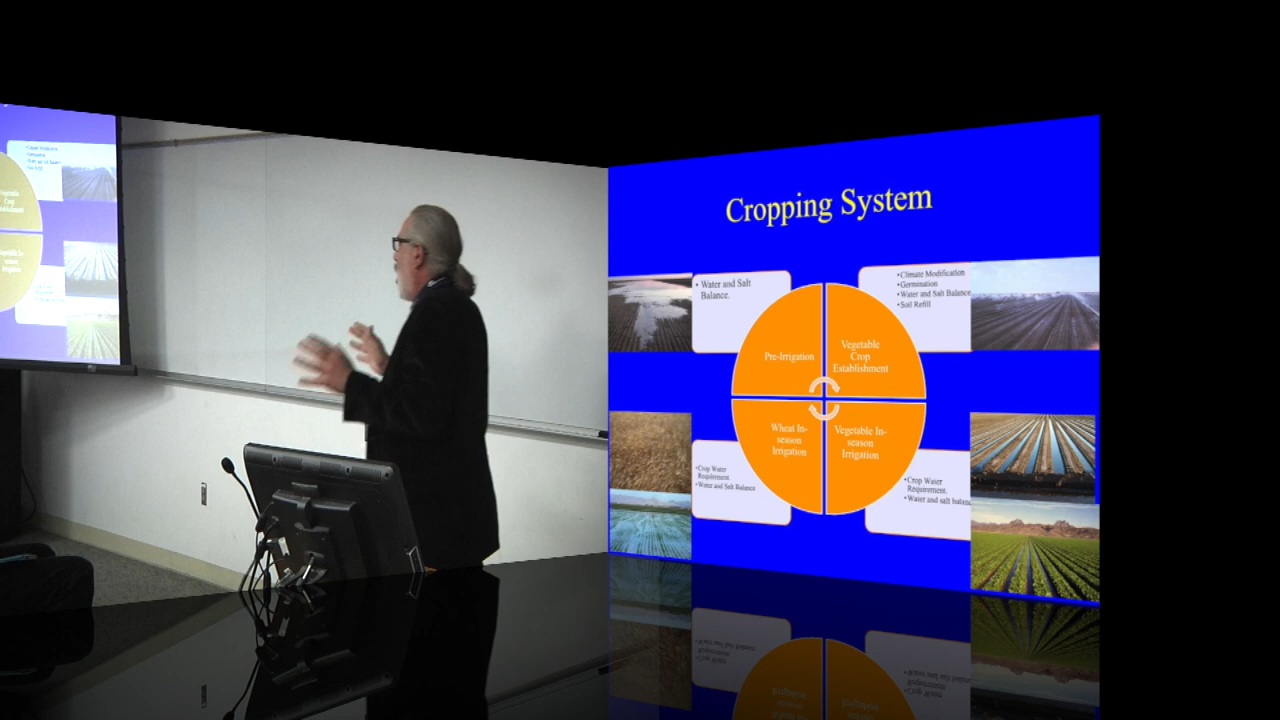 Cropping System
• Water and Salt
Balance.
• Climate Modification
• Germination
• Water and Salt Balance
• Soil Refill
Pre-Irrigation
Vegetable
Crop
Establishment
Wheat In-
season
Irrigation
Vegetable In-
season
Irrigation
• Crop Water
Requirement.
• Water and Salt Balance
• Crop Water
Requirement.
• Water and salt balanc